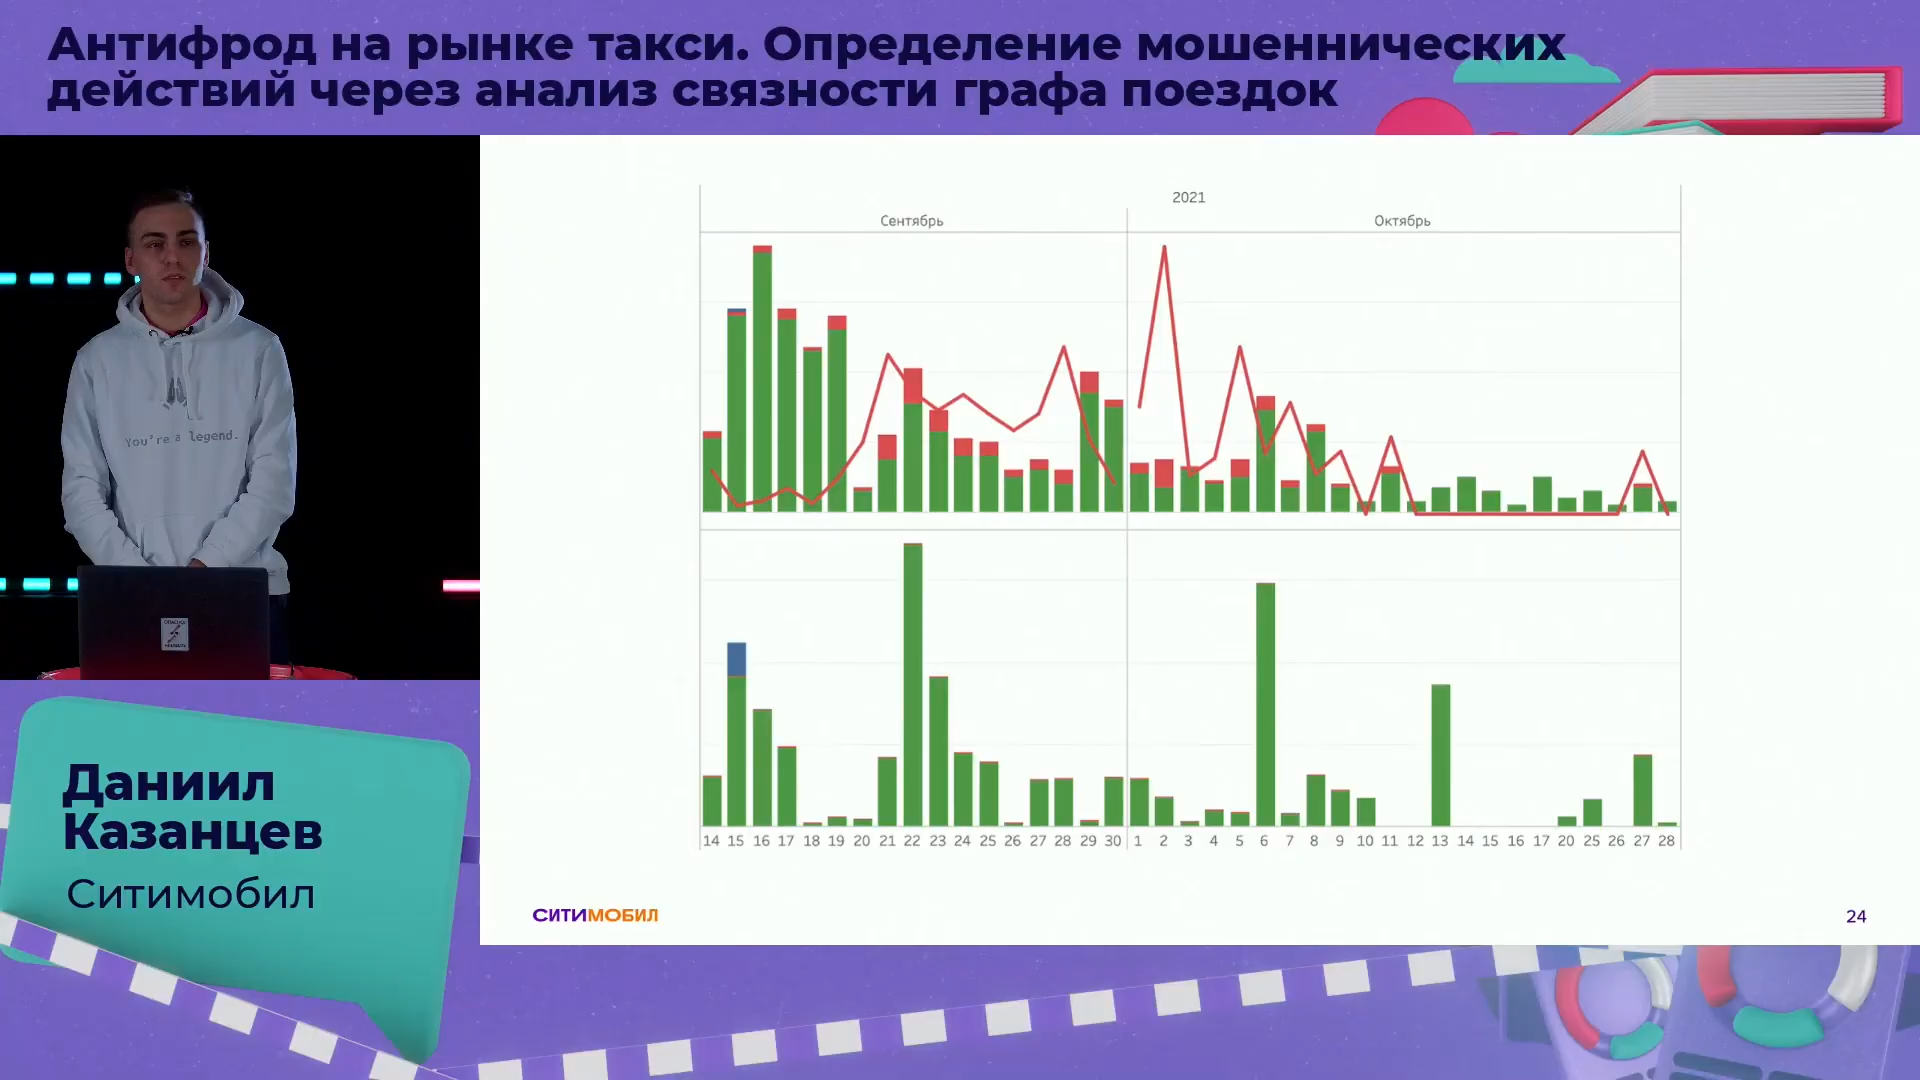 Антифрод на рынке такси. Определение мошеннических
действий через анализ связности графа поездок
2021
Сентябрь
Октябрь
14 15 16 17 18 19 20 21 22 23 24 25 26 27 28 29 30 1 2 3 4 5 6 7 8 9 10 11 12 13 14 15 16 17 20 25 26 27 28
You're a legend.
Даниил
Казанцев
Ситимобил
СИТИМОБИЛ
24